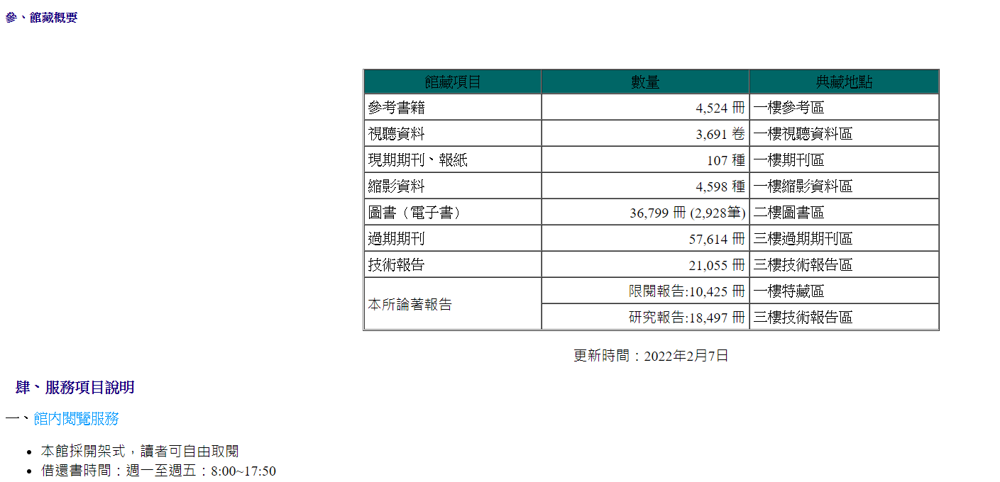 參、館藏概要
館藏項目 數量 典藏地點
參考書籍 4,524 冊 一樓參考區
視聽資料 3,691 卷 一樓視聽資料區
現期期刊、報紙 107 種 一樓期刊區
縮影資料 4,598 種 一樓縮影資料區
圖書（電子書） 36,799 冊 (2,928筆) 二樓圖書區
過期期刊 57,614 冊 三樓過期期刊區
技術報告 21,055 冊 三樓技術報告區
本所論著報告 限閱報告:10,425 冊 一樓特藏區
研究報告:18,497 冊 三樓技術報告區
更新時間：2022年2月7日
肆、服務項目說明
一、館內閱覽服務
• 本館採開架式，讀者可自由取閱
• 借還書時間：週一至週五：8:00~17:50